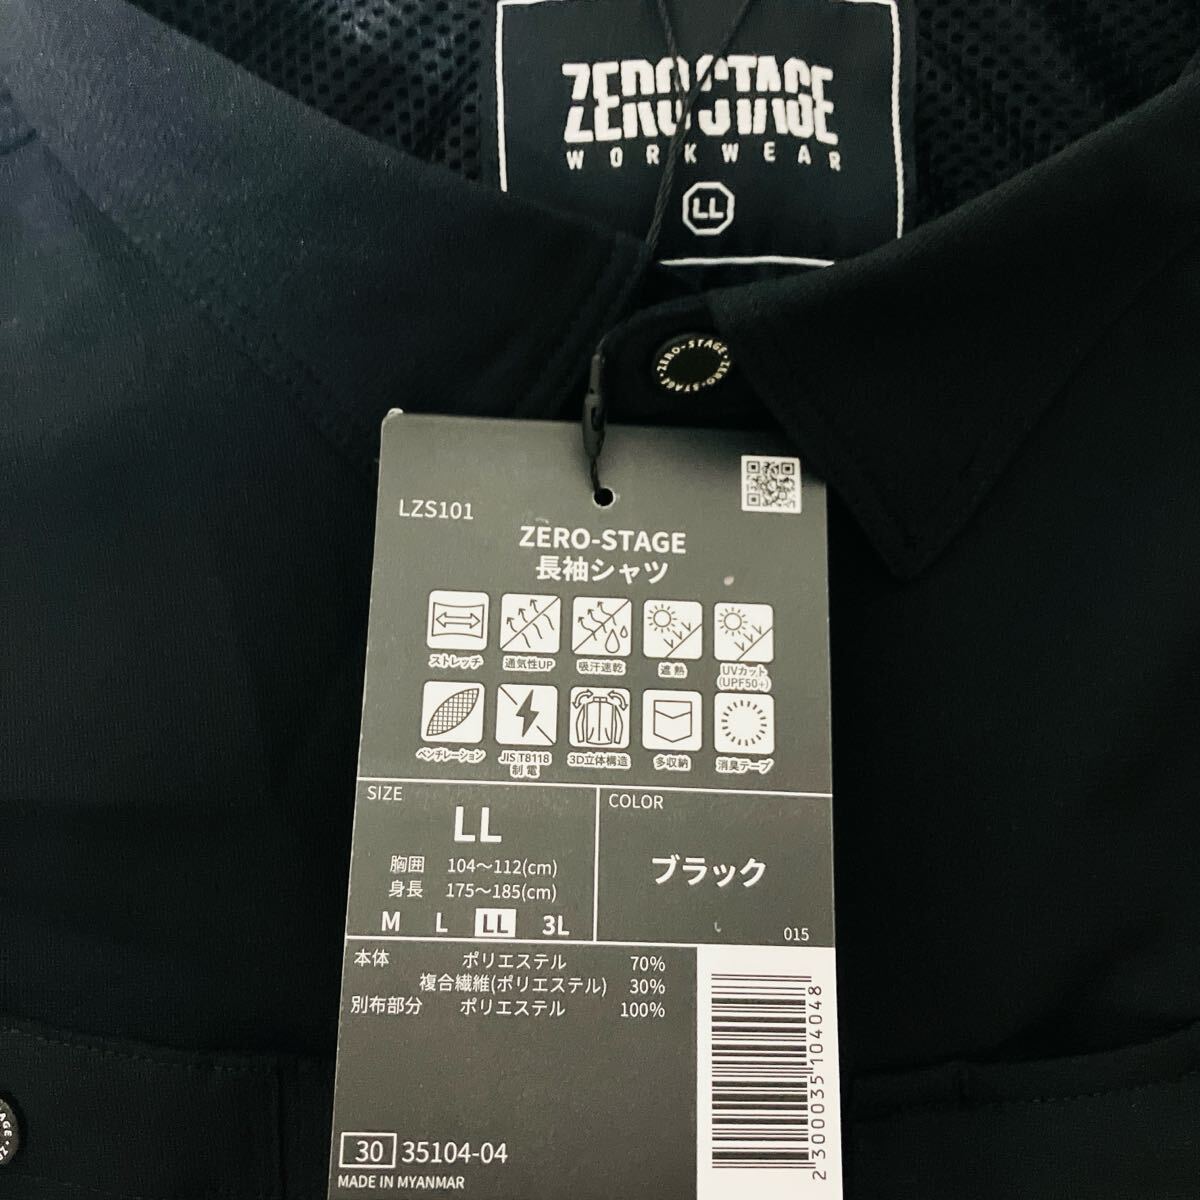 ZERO STAGE
WORKWEAR
LL
ZERO-STAGE・ZERO-STAGE・
LZS101
ZERO-STAGE
長袖シャツ
ストレッチ
通気性UP
吸汗速乾
遮熱
UVカット
(UPF50+)
ベンチレーション
JIS T8118
制電
3D立体構造
多収納
消臭テープ
SIZE
LL
胸囲 104〜112(cm)
身長 175〜185(cm)
M L LL 3L
COLOR
ブラック
015
本体 ポリエステル 70%
複合繊維(ポリエステル) 30%
別布部分 ポリエステル 100%
2300035104048
30 35104-04
MADE IN MYANMAR